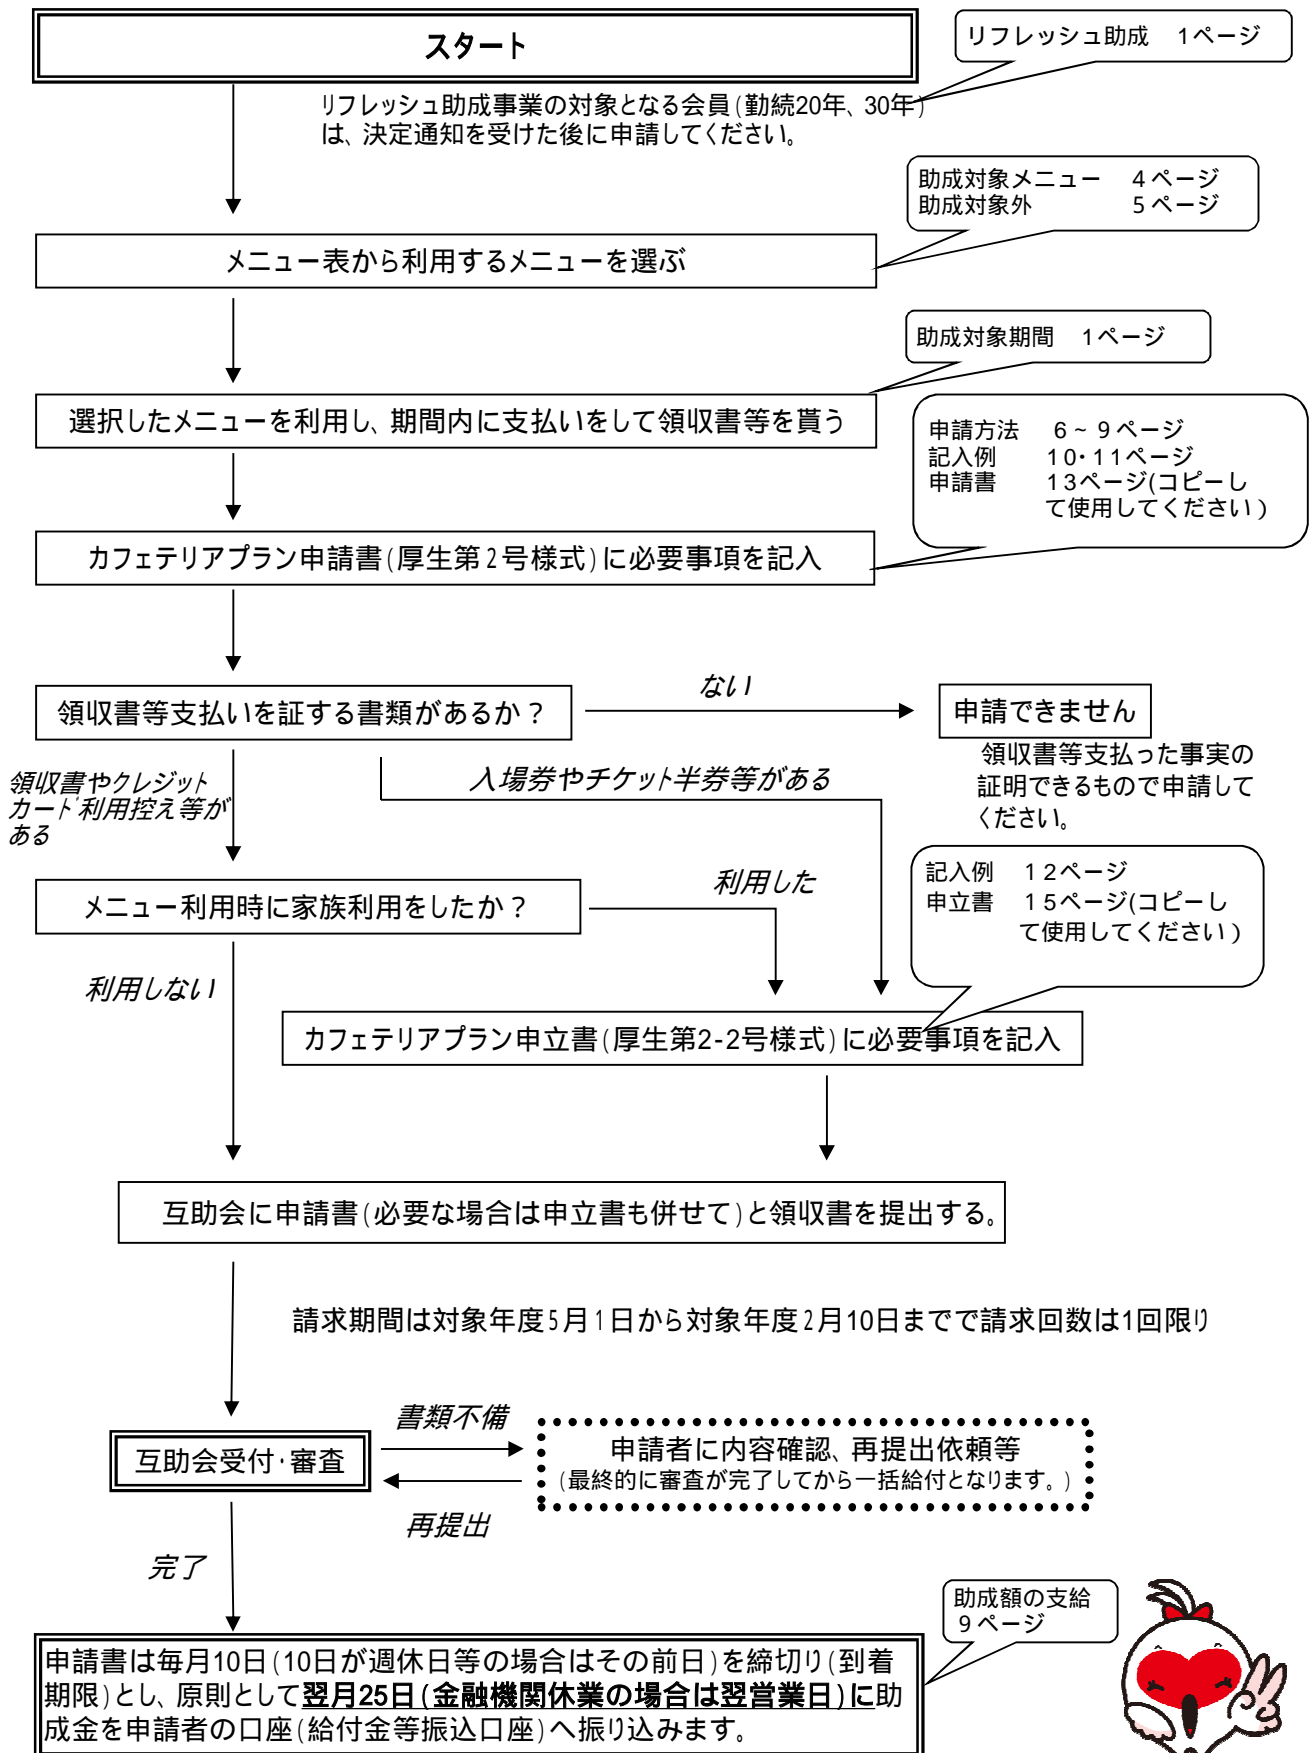 スタート
リフレッシュ助成　1ページ
リフレッシュ助成事業の対象となる会員(勤続20年、30年)
は、決定通知を受けた後に申請してください。
助成対象メニュー　4ページ
助成対象外　5ページ
メニュー表から利用するメニューを選ぶ
助成対象期間　1ページ
選択したメニューを利用し、期間内に支払いをして領収書等を貰う
申請方法　6~9ページ
記入例　10・11ページ
申請書　13ページ(コピーし
て使用してください)
カフェテリアプラン申請書(厚生第2号様式)に必要事項を記入
領収書等支払いを証する書類があるか?
ない
申請できません
領収書等支払った事実の
証明できるもので申請して
ください。
領収書やクレジット
カード利用控え等が
ある
入場券やチケット半券等がある
メニュー利用時に家族利用をしたか?
利用した
記入例　12ページ
申立書　15ページ(コピーし
て使用してください)
利用しない
カフェテリアプラン申立書(厚生第2-2号様式)に必要事項を記入
互助会に申請書(必要な場合は申立書も併せて)と領収書を提出する。
請求期間は対象年度5月1日から対象年度2月10日までで請求回数は1回限り
互助会受付・審査
書類不備
申請者に内容確認、再提出依頼等
(最終的に審査が完了してから一括給付となります。)
再提出
完了
助成額の支給
9ページ
申請書は毎月10日(10日が週休日等の場合はその前日)を締切り(到着
期限)とし、原則として翌月25日(金融機関休業の場合は翌営業日)に助
成金を申請者の口座(給付金等振込口座)へ振り込みます。